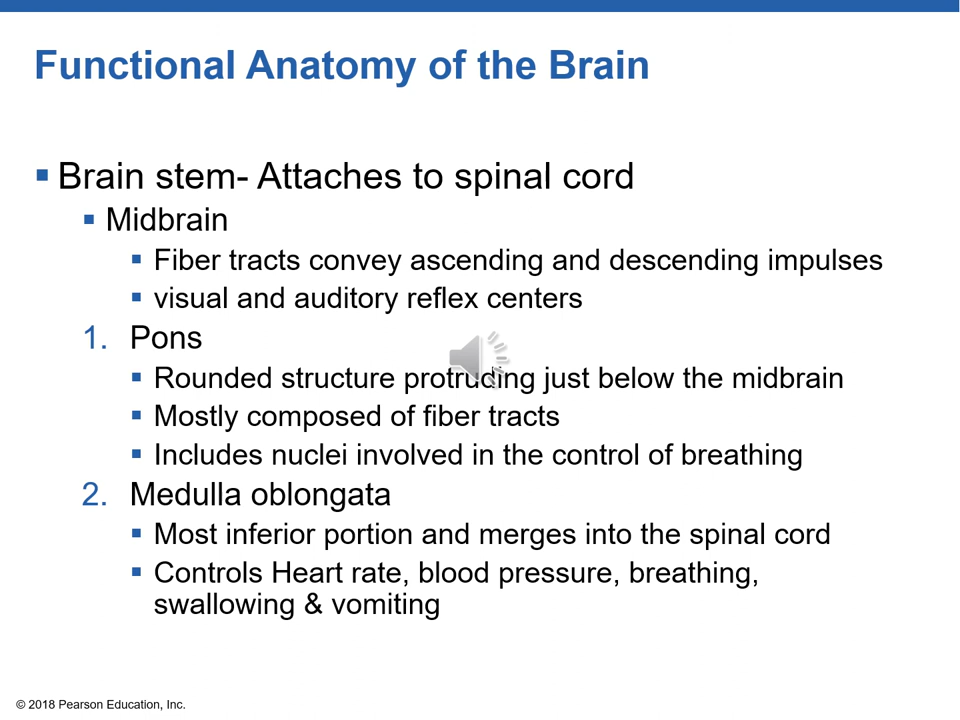 Functional Anatomy of the Brain
▪ Brain stem- Attaches to spinal cord
▪ Midbrain
▪ Fiber tracts convey ascending and descending impulses
▪ visual and auditory reflex centers
1. Pons
▪ Rounded structure protruding just below the midbrain
▪ Mostly composed of fiber tracts
▪ Includes nuclei involved in the control of breathing
2. Medulla oblongata
▪ Most inferior portion and merges into the spinal cord
▪ Controls Heart rate, blood pressure, breathing,
swallowing & vomiting
© 2018 Pearson Education, Inc.